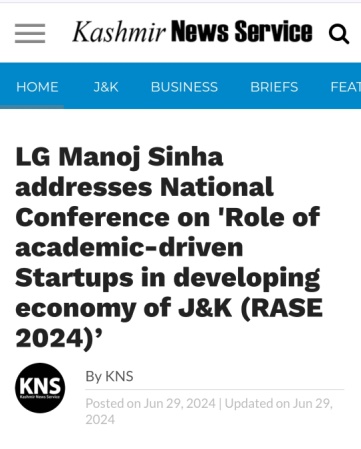 Kashmir News Service
HOME J&K BUSINESS BRIEFS FEAT
LG Manoj Sinha
addresses National
Conference on 'Role of
academic-driven
Startups in developing
economy of J&K (RASE
2024)’
KNS
Kashmir News Service
By KNS
Posted on Jun 29, 2024 | Updated on Jun 29,
2024